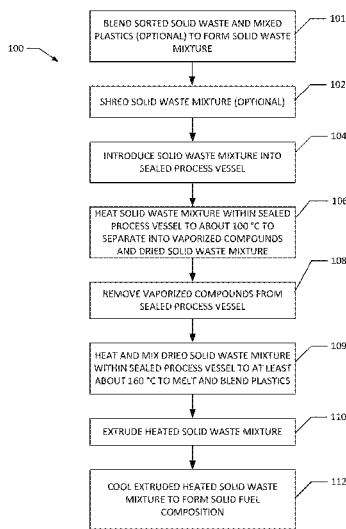 101
BLEND SORTED SOLID WASTE AND MIXED
PLASTICS (OPTIONAL) TO FORM SOLID WASTE
MIXTURE
100
102
SHRED SOLID WASTE MIXTURE (OPTIONAL)
104
INTRODUCE SOLID WASTE MIXTURE INTO
SEALED PROCESS VESSEL
106
HEAT SOLID WASTE MIXTURE WITHIN SEALED
PROCESS VESSEL TO ABOUT 100 °C TO
SEPARATE INTO VAPORIZED COMPOUNDS
AND DRIED SOLID WASTE MIXTURE
108
REMOVE VAPORIZED COMPOUNDS FROM
SEALED PROCESS VESSEL
109
HEAT AND MIX DRIED SOLID WASTE MIXTURE
WITHIN SEALED PROCESS VESSEL TO AT LEAST
ABOUT 160 °C TO MELT AND BLEND PLASTICS
110
EXTRUDE HEATED SOLID WASTE MIXTURE
112
COOL EXTRUDED HEATED SOLID WASTE
MIXTURE TO FORM SOLID FUEL
COMPOSITION